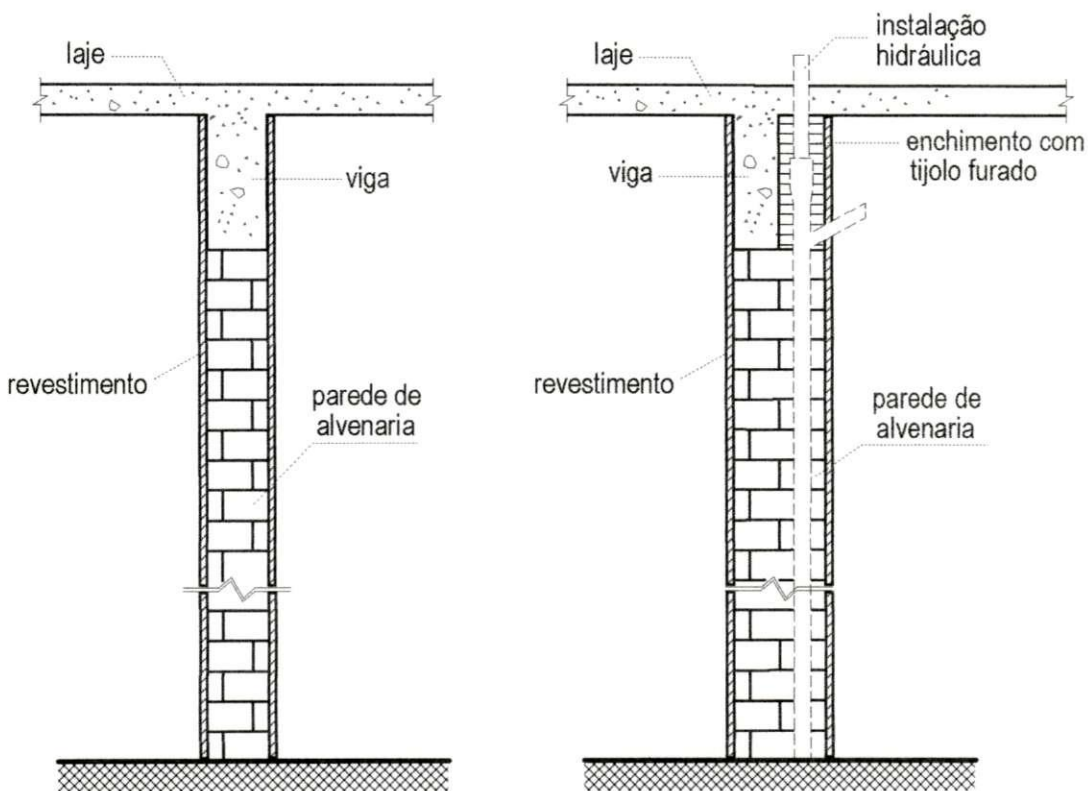 laje
viga
revestimento
parede de
alvenaria
laje
instalação
hidráulica
enchimento com
tijolo furado
viga
revestimento
parede de
alvenaria